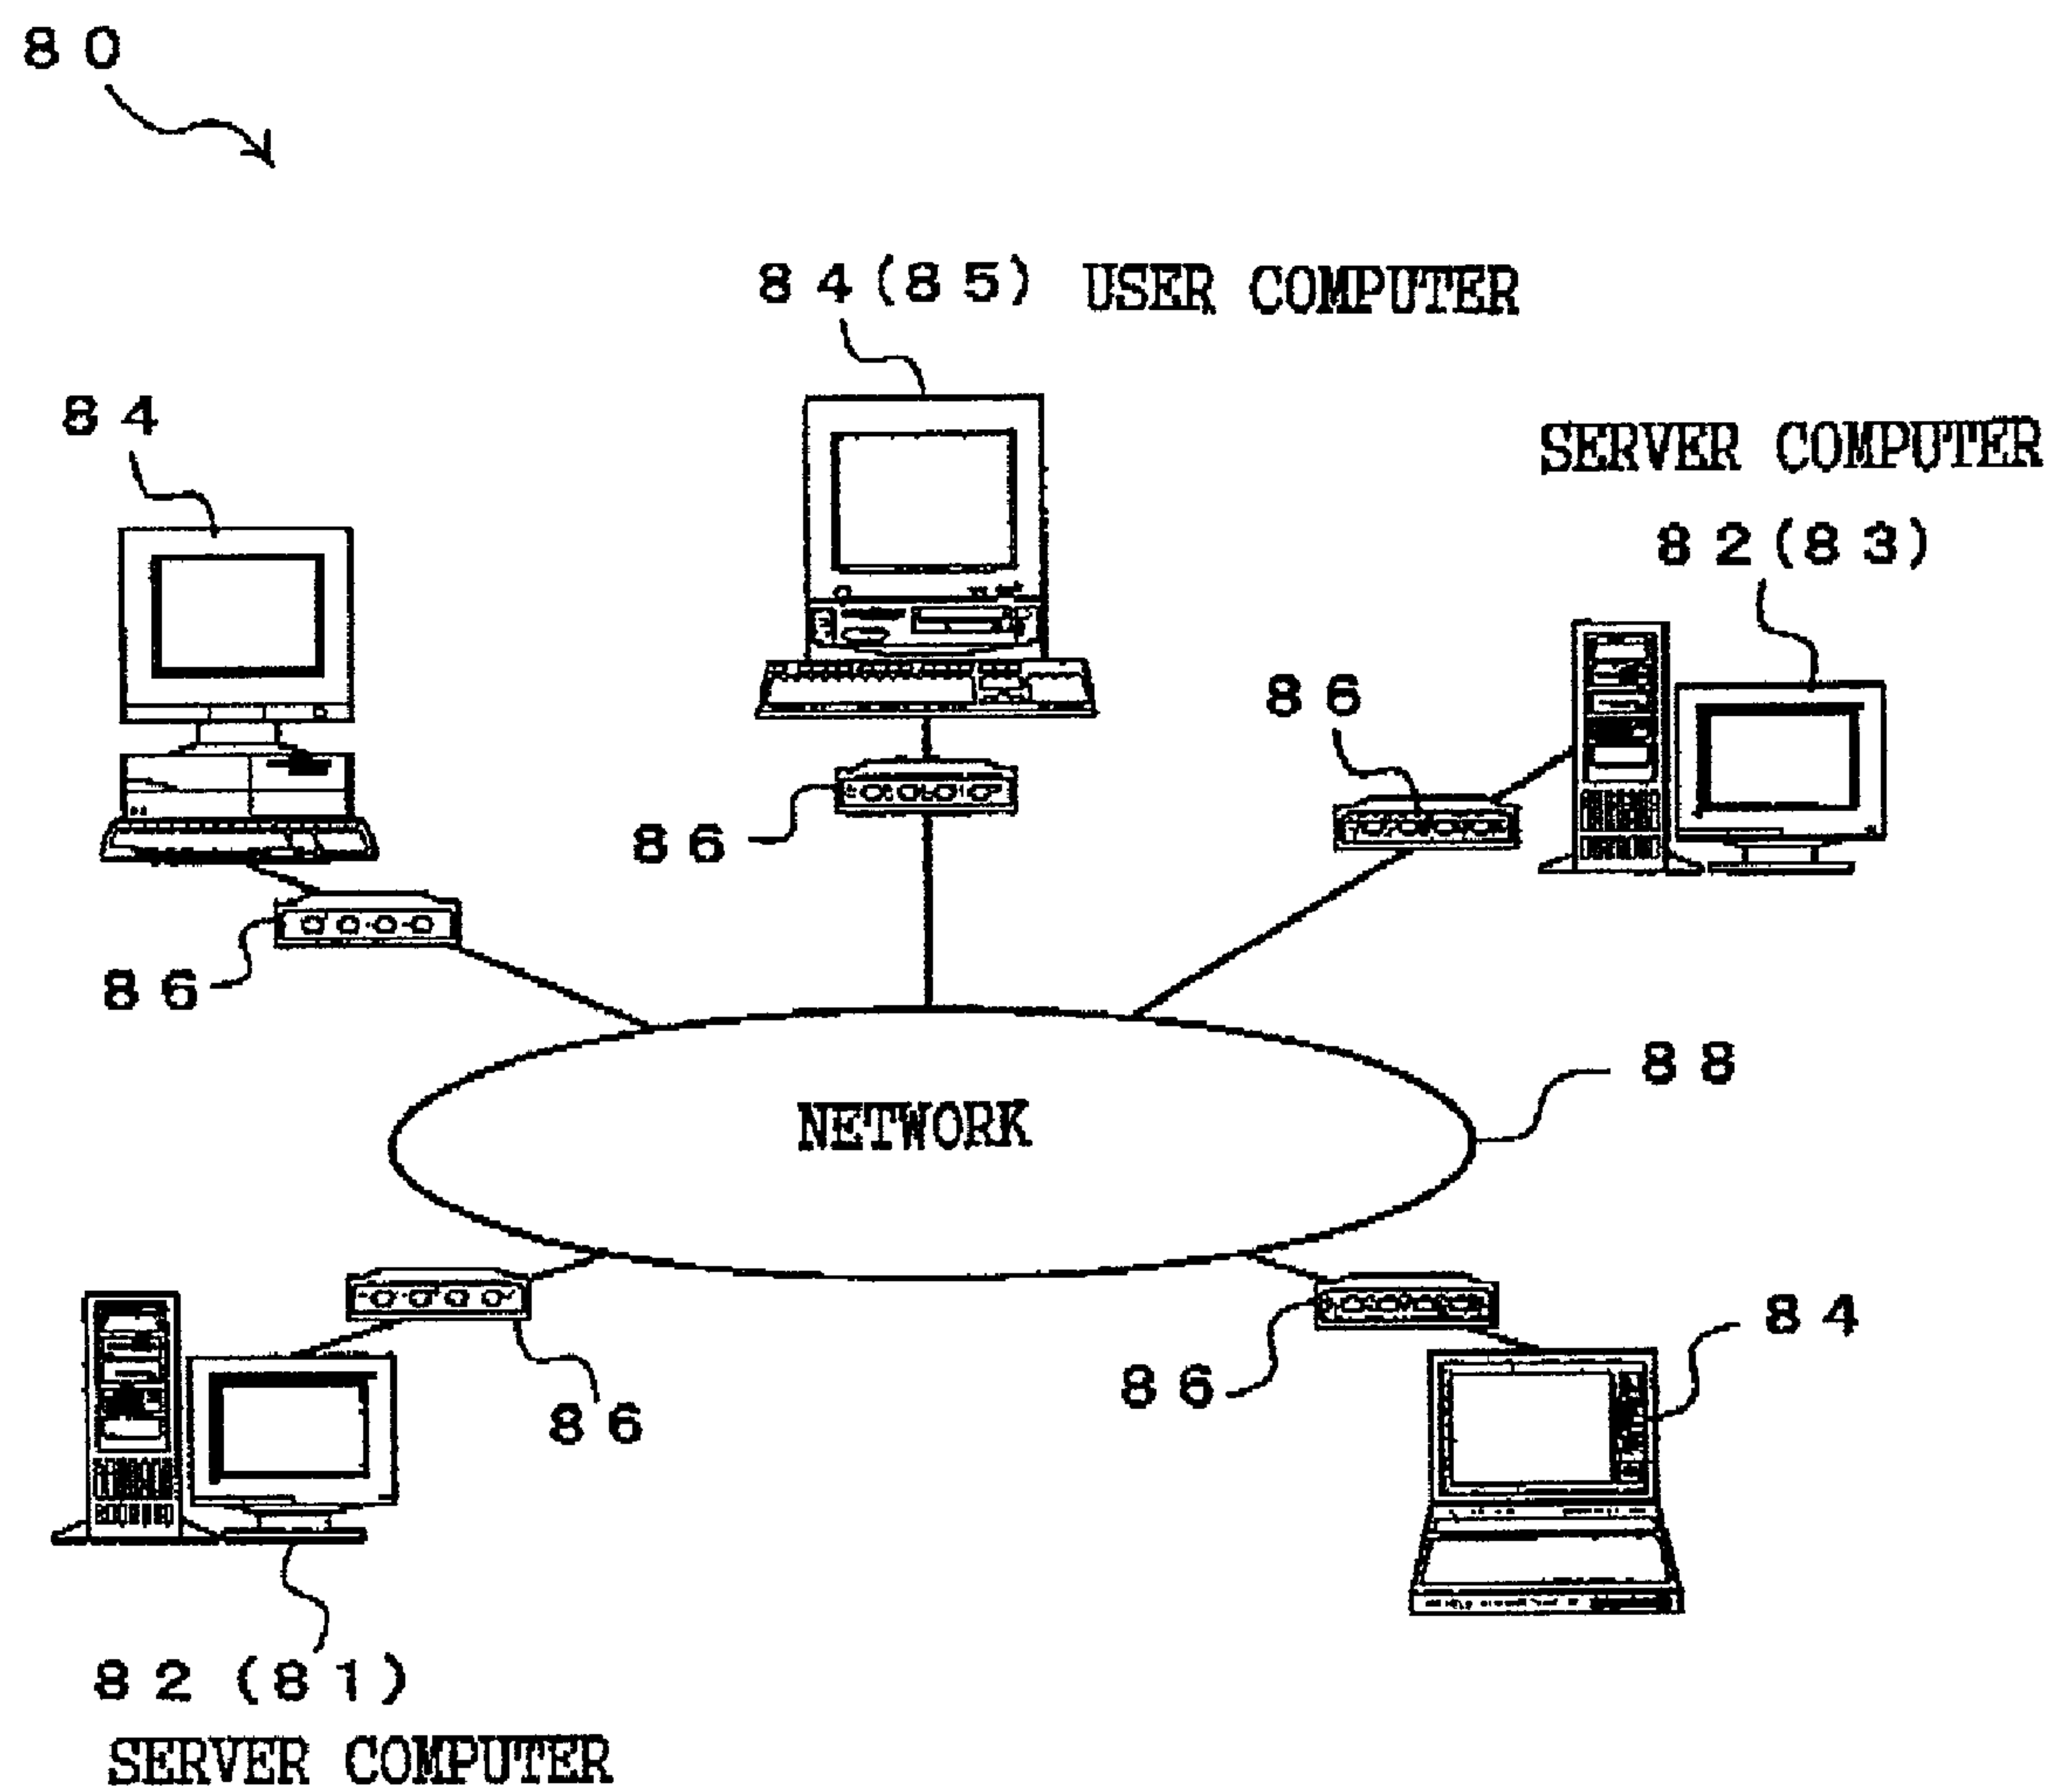 80
84(85) USER COMPUTER
84
SERVER COMPUTER
82(83)
86
86
86
88
NETWORK
84
86
86
82 (81)
SERVER COMPUTER